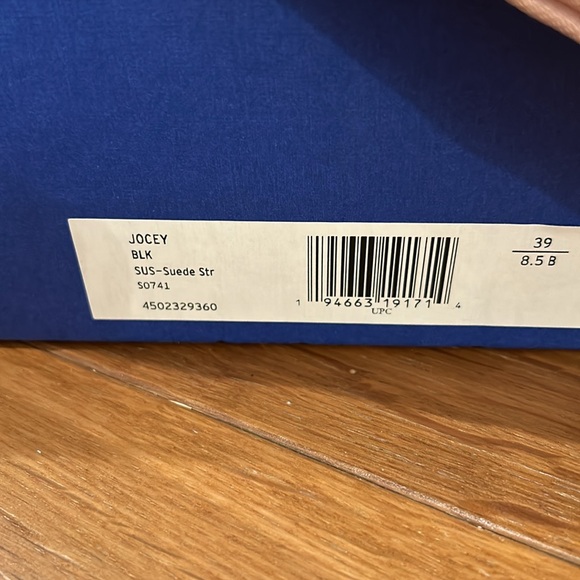 JOCEY
BLK
SUS-Suede Str
S0741
4502329360
1 94663 19171 4
UPC
39
8.5 B